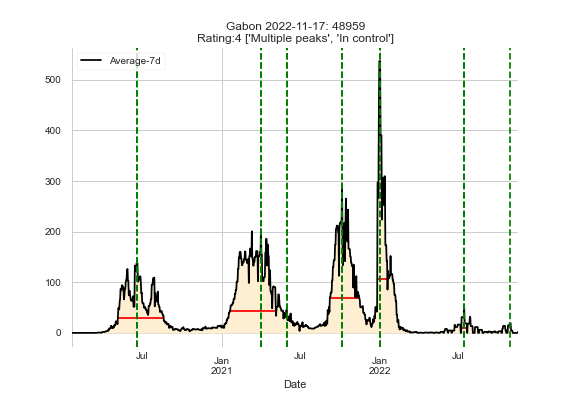 Gabon 2022-11-17: 48959
Rating:4 ['Multiple peaks', 'In control']
Average-7d
500
400
300
200
100
0
Jul
Jan
2021
Jul
Jan
2022
Jul
Date